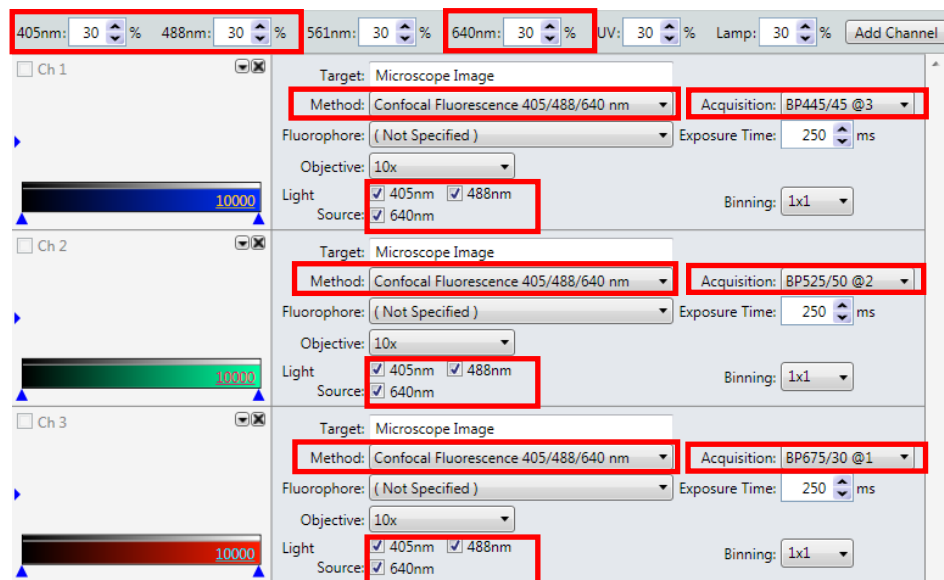 405nm: 30 % 488nm: 30 % 561nm: 30 % 640nm: 30 % UV: 30 % Lamp: 30 % Add Channel
Ch 1
Target: Microscope Image
Method: Confocal Fluorescence 405/488/640 nm Acquisition: BP445/45 @3
Fluorophore: ( Not Specified ) Exposure Time: 250 ms
Objective: 10x
10000 Light Source: 405nm 488nm
640nm
Binning: 1x1
Ch 2
Target: Microscope Image
Method: Confocal Fluorescence 405/488/640 nm Acquisition: BP525/50 @2
Fluorophore: ( Not Specified ) Exposure Time: 250 ms
Objective: 10x
10000 Light Source: 405nm 488nm
640nm
Binning: 1x1
Ch 3
Target: Microscope Image
Method: Confocal Fluorescence 405/488/640 nm Acquisition: BP675/30 @1
Fluorophore: ( Not Specified ) Exposure Time: 250 ms
Objective: 10x
10000 Light Source: 405nm 488nm
640nm
Binning: 1x1